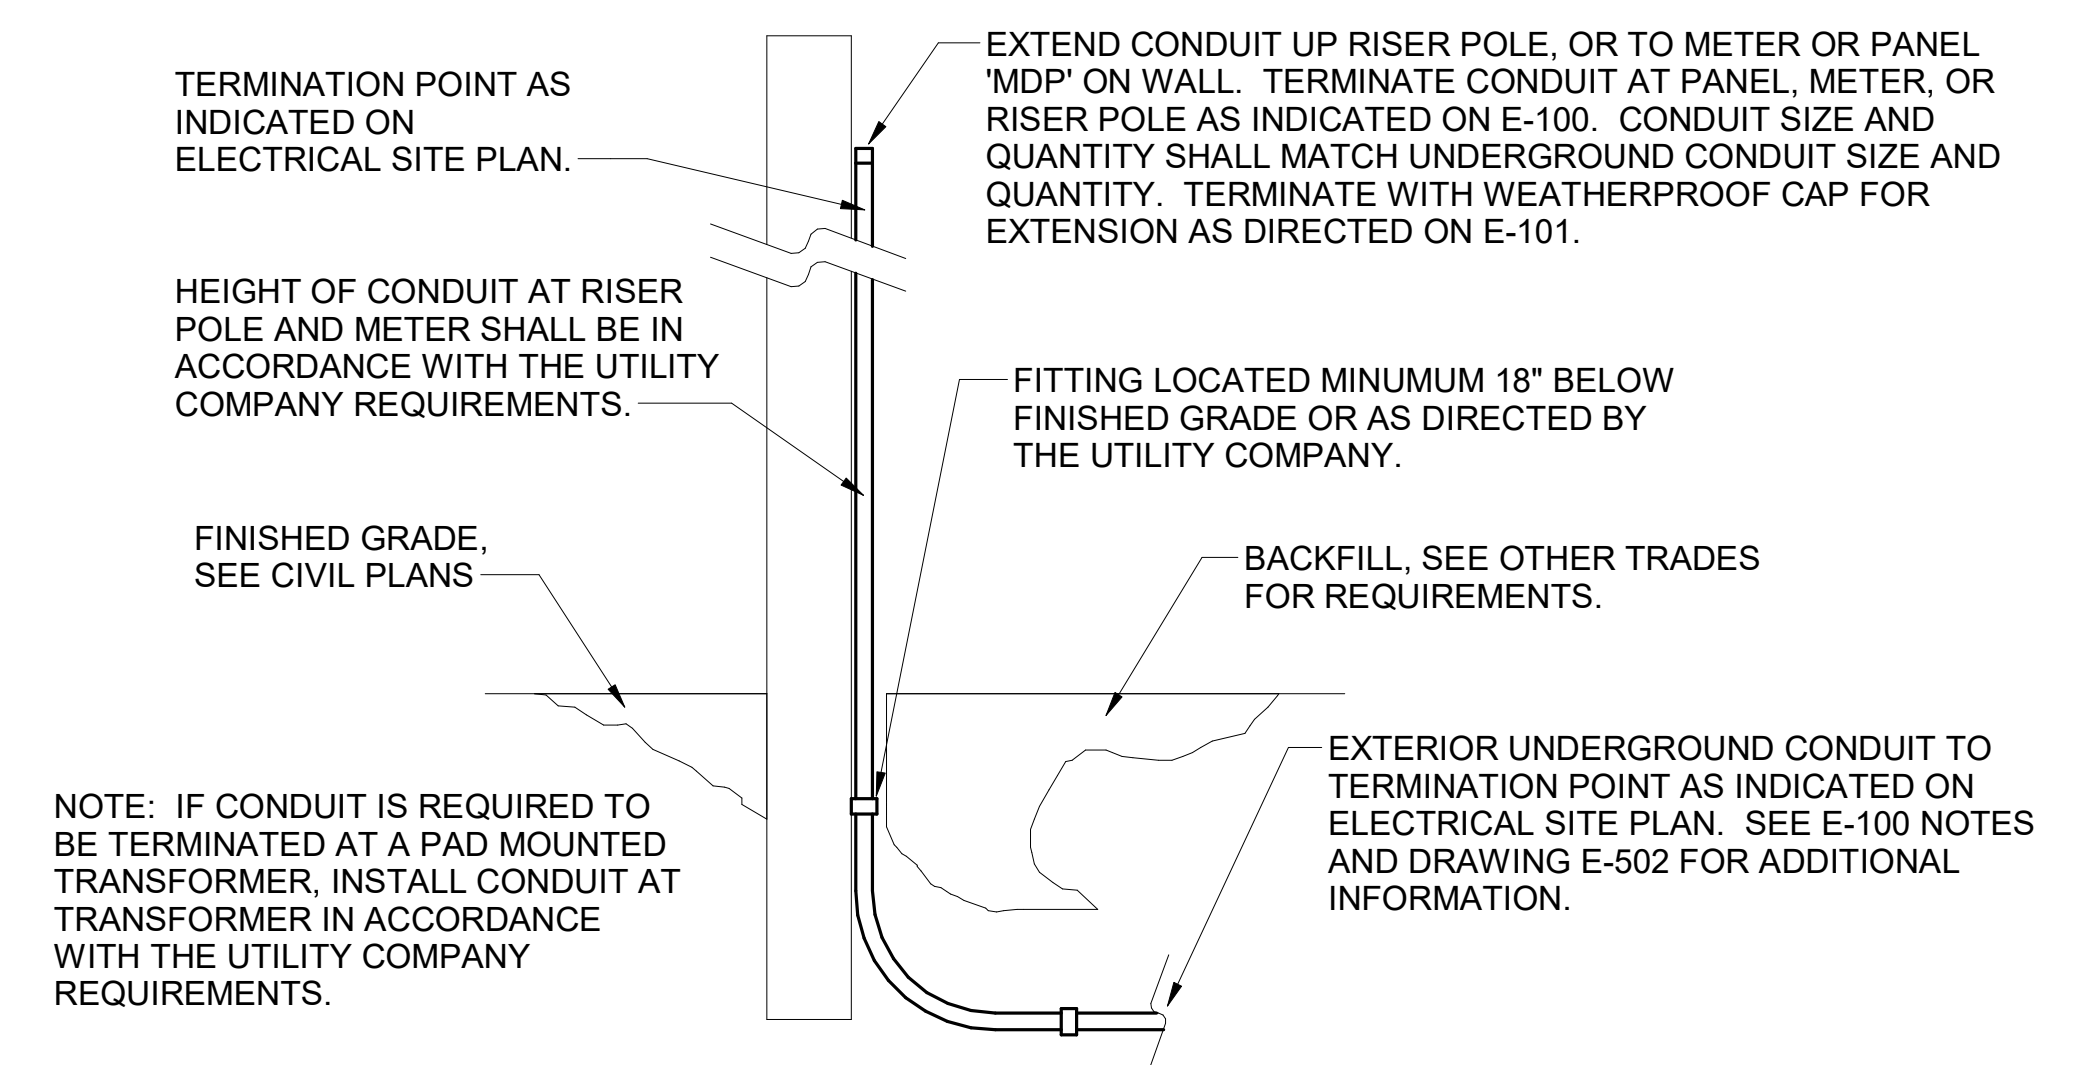 TERMINATION POINT AS
INDICATED ON
ELECTRICAL SITE PLAN.
EXTEND CONDUIT UP RISER POLE, OR TO METER OR PANEL
'MDP' ON WALL.  TERMINATE CONDUIT AT PANEL, METER, OR
RISER POLE AS INDICATED ON E-100.  CONDUIT SIZE AND
QUANTITY SHALL MATCH UNDERGROUND CONDUIT SIZE AND
QUANTITY.  TERMINATE WITH WEATHERPROOF CAP FOR
EXTENSION AS DIRECTED ON E-101.
HEIGHT OF CONDUIT AT RISER
POLE AND METER SHALL BE IN
ACCORDANCE WITH THE UTILITY
COMPANY REQUIREMENTS.
FITTING LOCATED MINUMUM 18" BELOW
FINISHED GRADE OR AS DIRECTED BY
THE UTILITY COMPANY.
FINISHED GRADE,
SEE CIVIL PLANS
BACKFILL, SEE OTHER TRADES
FOR REQUIREMENTS.
EXTERIOR UNDERGROUND CONDUIT TO
TERMINATION POINT AS INDICATED ON
ELECTRICAL SITE PLAN.  SEE E-100 NOTES
AND DRAWING E-502 FOR ADDITIONAL
INFORMATION.
NOTE:  IF CONDUIT IS REQUIRED TO
BE TERMINATED AT A PAD MOUNTED
TRANSFORMER, INSTALL CONDUIT AT
TRANSFORMER IN ACCORDANCE
WITH THE UTILITY COMPANY
REQUIREMENTS.